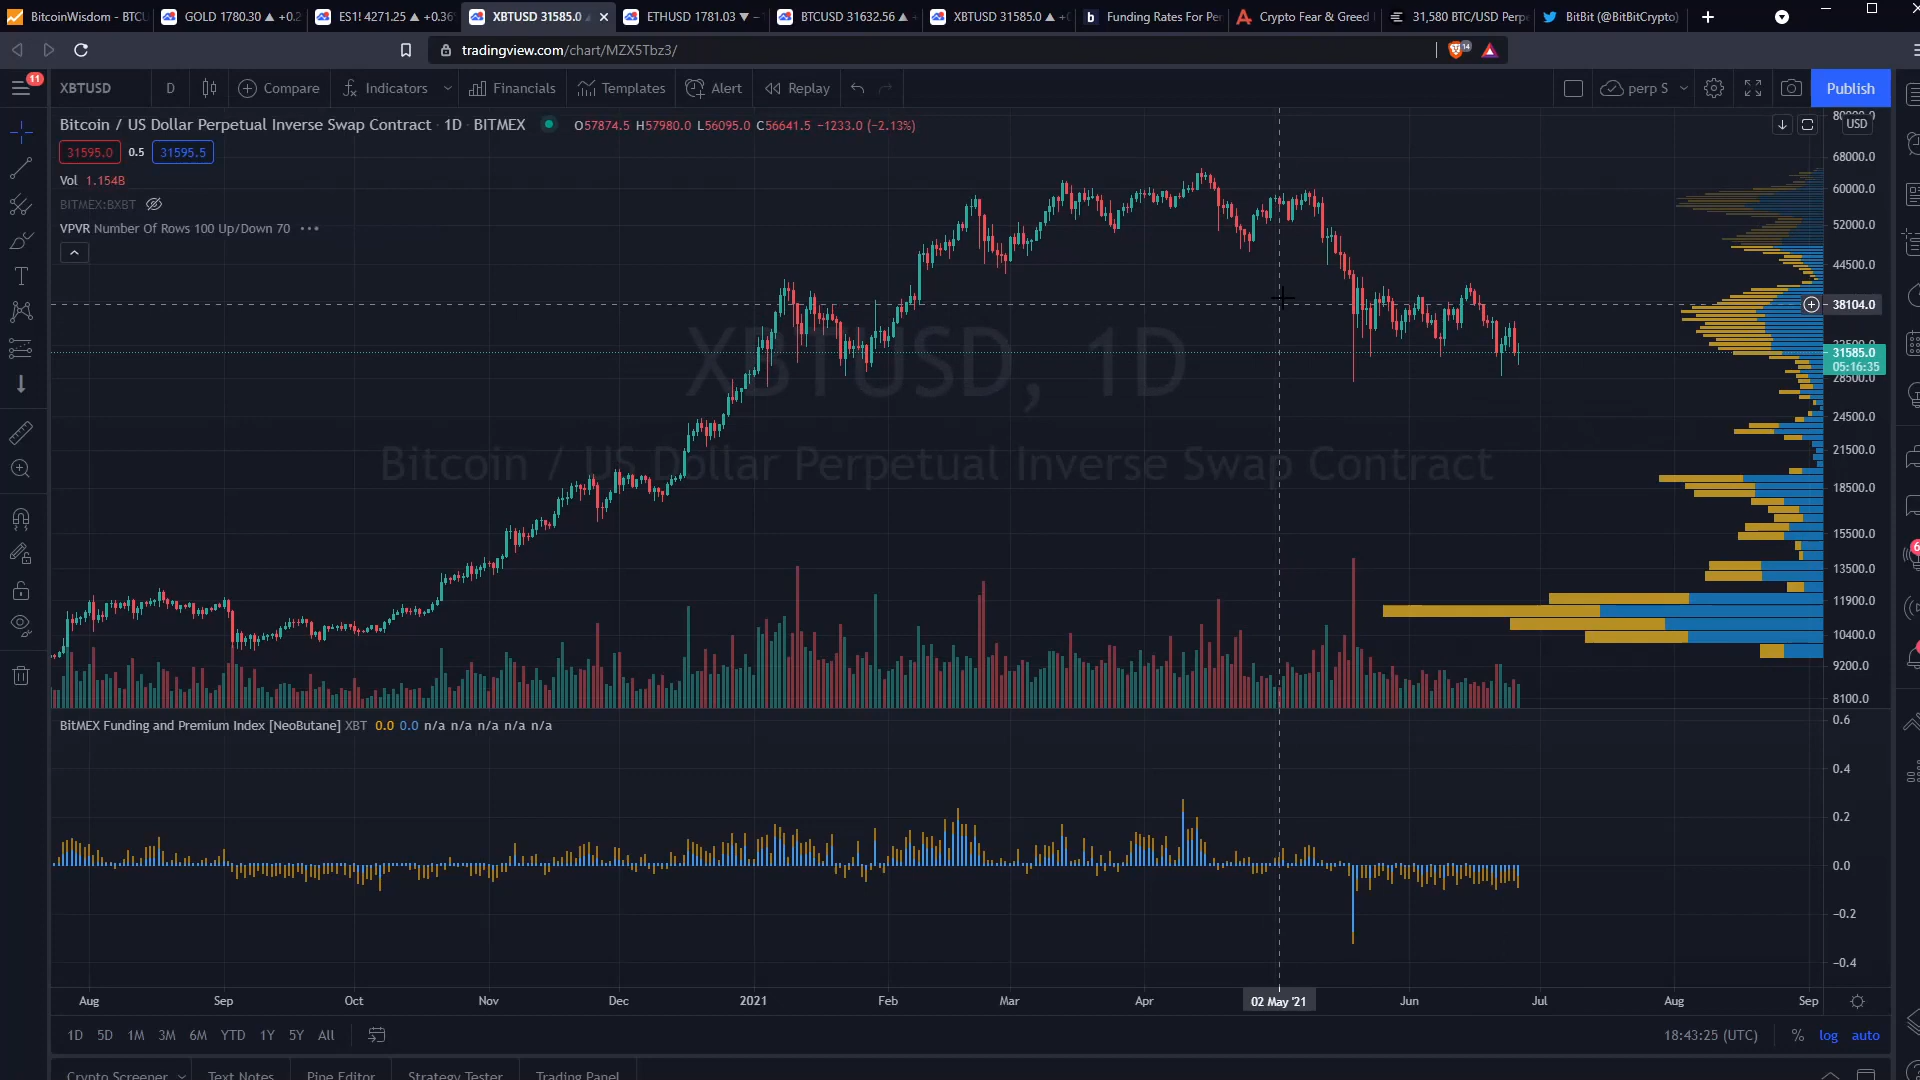 BitcoinWisdom - BTCU GOLD 1780.30 ▲ +0.2 ES1! 4271.25 ▲ +0.36 XBTUSD 31585.0 ETHUSD 1781.03 ▼ − BTCUSD 31632.56 ▲ XBTUSD 31585.0 ▲ b Funding Rates For Pe Crypto Fear & Greed 31,580 BTC/USD Perpe BitBit (@BitBitCrypto)
tradingview.com/chart/MZX5Tbz3/ 14
11 XBTUSD D Compare Indicators Financials Templates Alert Replay perp S Publish
Bitcoin / US Dollar Perpetual Inverse Swap Contract · 1D · BITMEX O57874.5 H57980.0 L56095.0 C56641.5 −1233.0 (−2.13%)
USD
31595.0 0.5 31595.5
Vol 1.154B
BITMEX:BXBT
VPVR Number Of Rows 100 Up/Down 70
XBTUSD, 1D
Bitcoin / US Dollar Perpetual Inverse Swap Contract
68000.0
60000.0
52000.0
44500.0
38104.0
31585.0
05:16:35
28500.0
24500.0
21500.0
18500.0
15500.0
13500.0
11900.0
10400.0
9200.0
8100.0
BitMEX Funding and Premium Index [NeoButane] XBT 0.0 0.0 n/a n/a n/a n/a n/a
0.6
0.4
0.2
0.0
−0.2
−0.4
Aug Sep Oct Nov Dec 2021 Feb Mar Apr 02 May '21 Jun Jul Aug Sep
1D 5D 1M 3M 6M YTD 1Y 5Y All 18:43:25 (UTC) % log auto
Crypto Screener Text Notes Pine Editor Strategy Tester Trading Panel